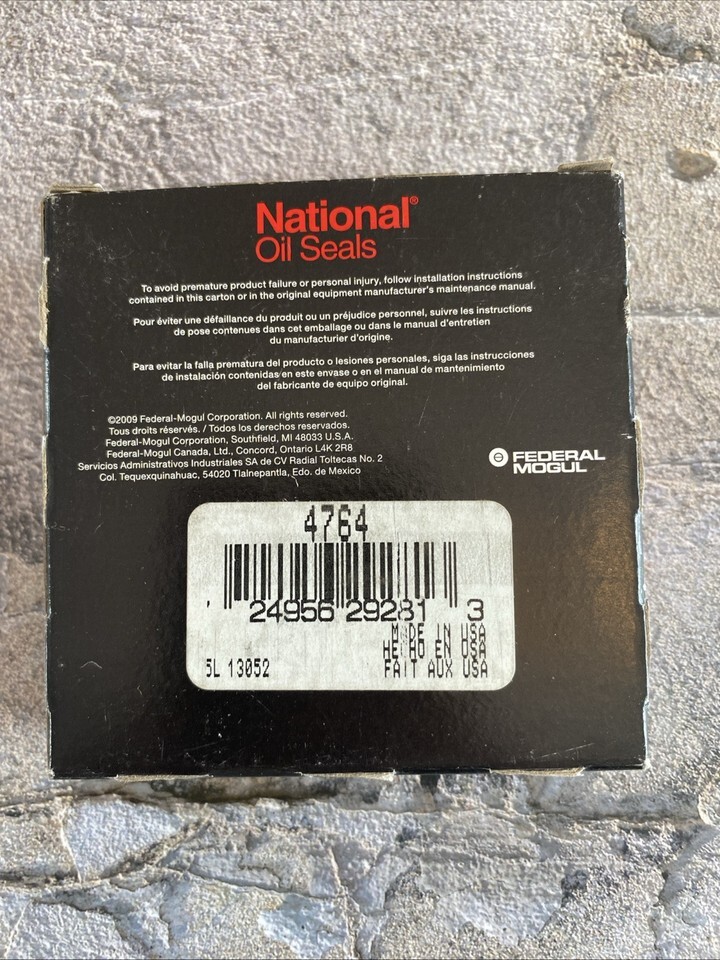 National®
Oil Seals
To avoid premature product failure or personal injury, follow installation instructions
contained in this carton or in the original equipment manufacturer's maintenance manual.
Pour éviter une défaillance du produit ou un préjudice personnel, suivre les instructions
de pose contenues dans cet emballage ou dans le manual d'entretien
du manufacturier d'origine.
Para evitar la falla prematura del producto o lesiones personales, siga las instrucciones
de instalación contenidas en este envase o en el manual de mantenimiento
del fabricante de equipo original.
©2009 Federal-Mogul Corporation. All rights reserved.
Tous droits réservés. / Todos los derechos reservados.
Federal-Mogul Corporation, Southfield, MI 48033 U.S.A.
Federal-Mogul Canada, Ltd., Concord, Ontario L4K 2R8
Servicios Administrativos Industriales SA de CV Radial Toltecas No. 2
Col. Tequexquinahuac, 54020 Tlalnepantla, Edo. de Mexico
FEDERAL
MOGUL
4764
24956 29281 3
MADE IN USA
HECHO EN USA
FAIT AUX USA
5L 13052